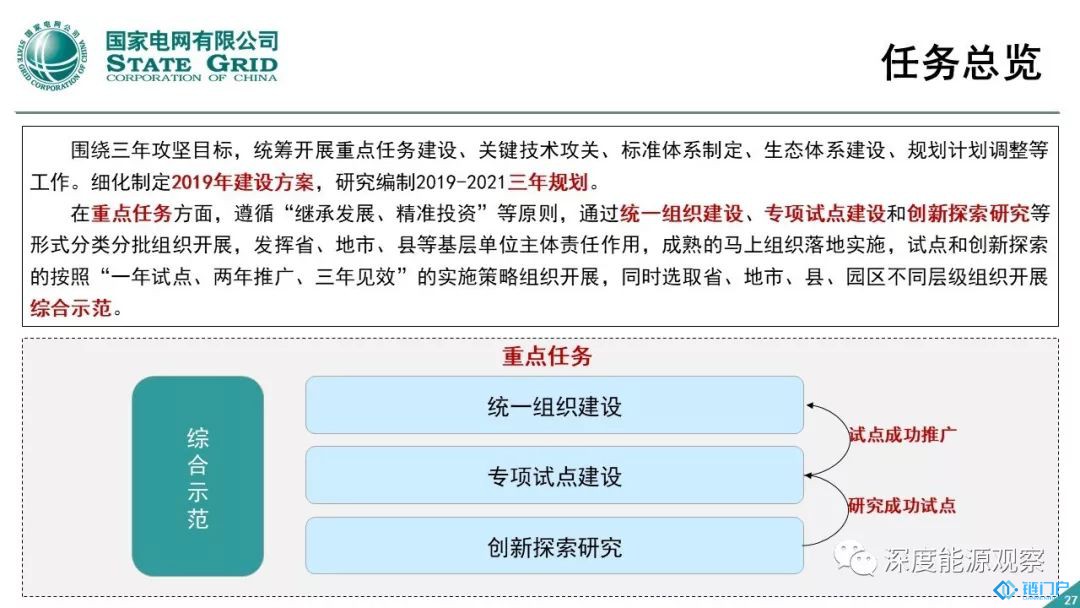 国家电网公司
STATE GRID CORPORATION OF CHINA
国家电网有限公司
STATE GRID
CORPORATION OF CHINA
任务总览
围绕三年攻坚目标，统筹开展重点任务建设、关键技术攻关、标准体系制定、生态体系建设、规划计划调整等
工作。细化制定2019年建设方案，研究编制2019-2021三年规划。
在重点任务方面，遵循“继承发展、精准投资”等原则，通过统一组织建设、专项试点建设和创新探索研究等
形式分类分批组织开展，发挥省、地市、县等基层单位主体责任作用，成熟的马上组织落地实施，试点和创新探索
的按照“一年试点、两年推广、三年见效”的实施策略组织开展，同时选取省、地市、县、园区不同层级组织开展
综合示范。
重点任务
综合示范
统一组织建设
专项试点建设
创新探索研究
试点成功推广
研究成功试点
深度能源观察
链门户
27